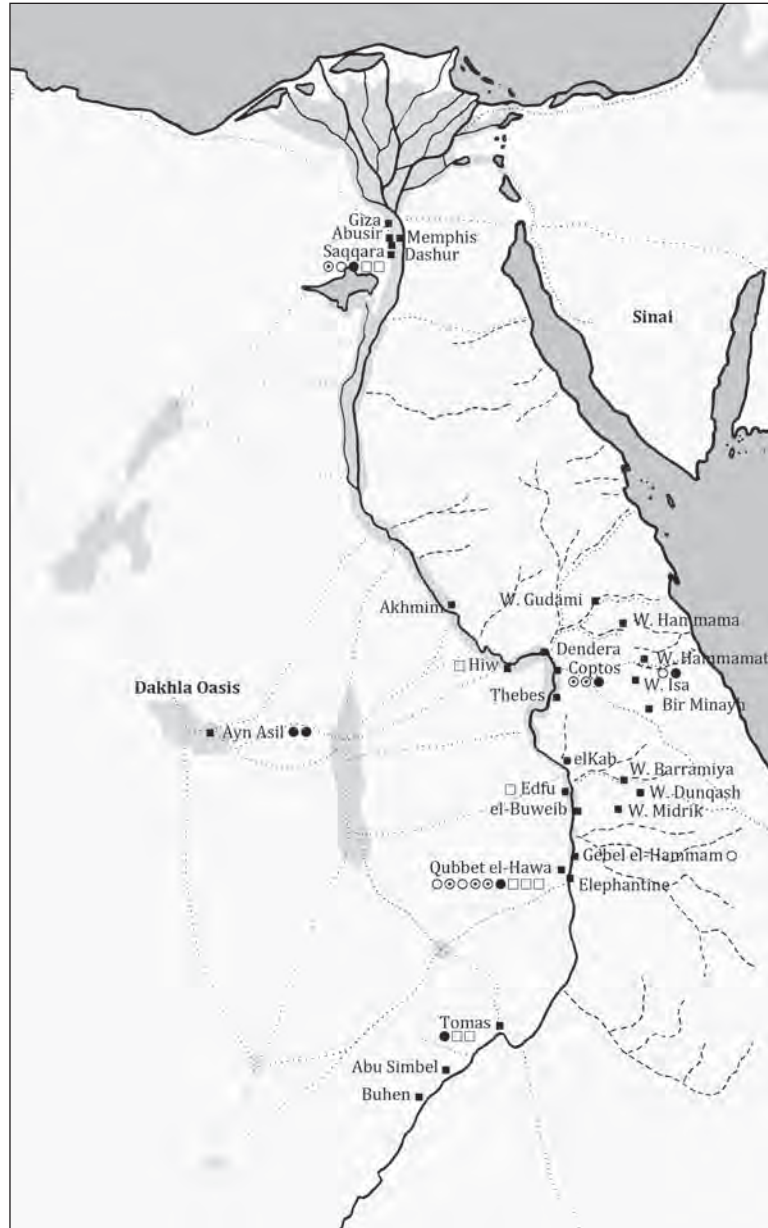 Giza
Abusir
Memphis
Saqqara
Dashur
Sinai
Akhmim
W. Gudami
W. Hammama
Dendera
Hiw
Coptos
W. Hammamat
W. Isa
Dakhla Oasis
Thebes
Bir Minayh
Ayn Asil
elKab
W. Barramiya
Edfu
W. Dunqash
el-Buweib
W. Midrik
Gebel el-Hammam
Qubbet el-Hawa
Elephantine
Tomas
Abu Simbel
Buhen